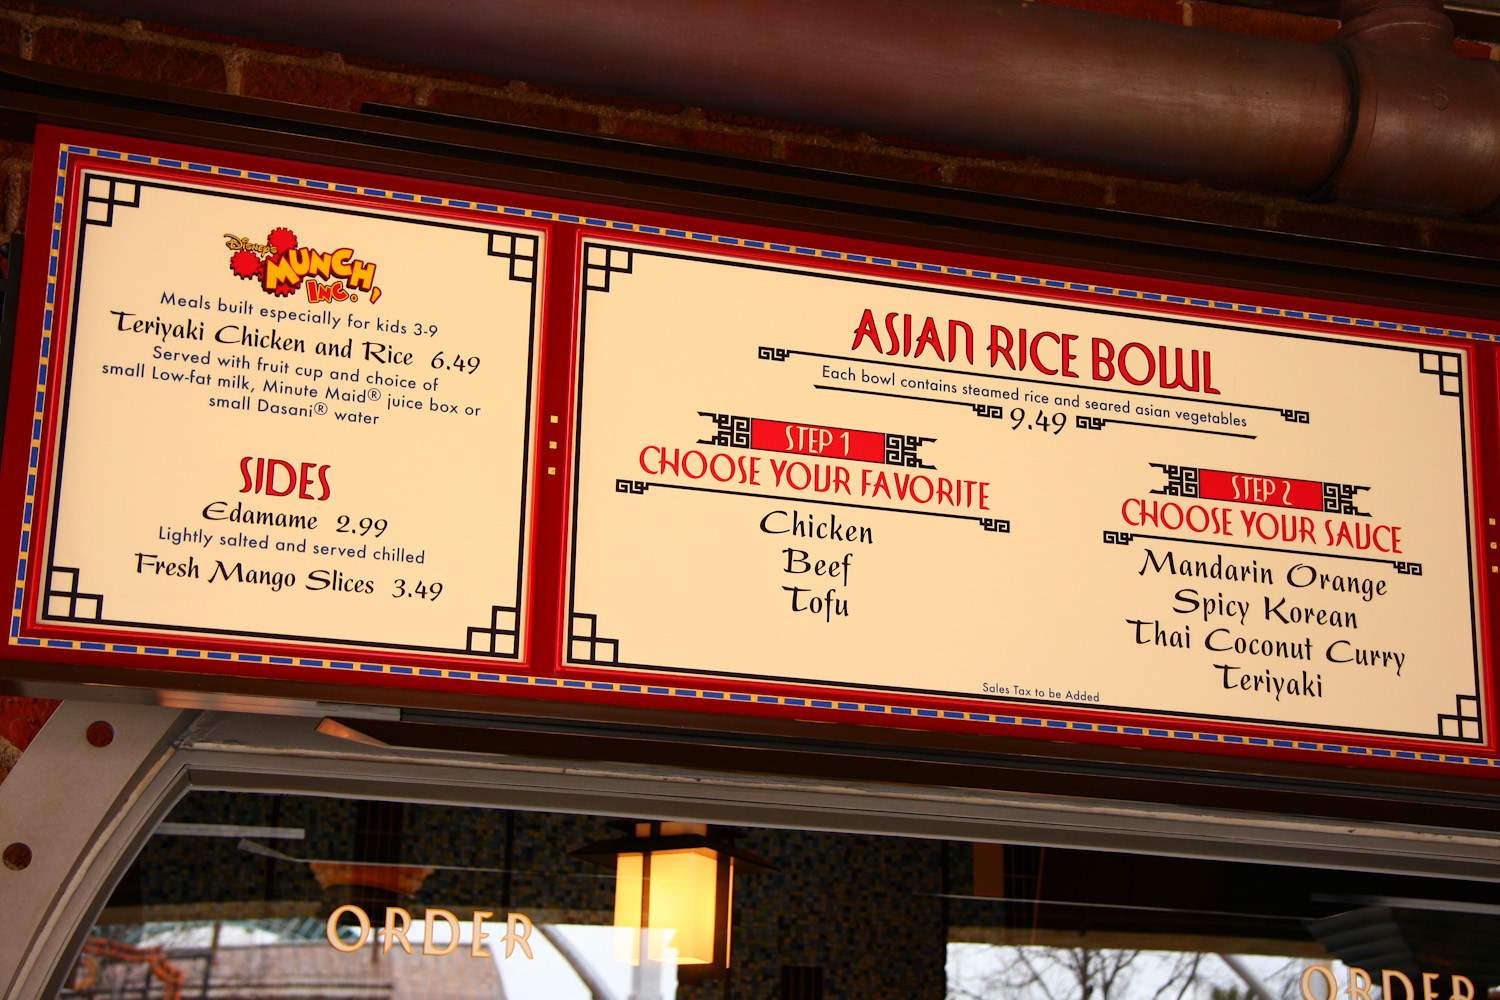 Disney's
MUNCH,
INC.,
Meals built especially for kids 3-9
Teriyaki Chicken and Rice 6.49
Served with fruit cup and choice of
small Low-fat milk, Minute Maid® juice box or
small Dasani® water
SIDES
Edamame 2.99
Lightly salted and served chilled
Fresh Mango Slices 3.49
ASIAN RICE BOWL
Each bowl contains steamed rice and seared asian vegetables
9.49
STEP 1
CHOOSE YOUR FAVORITE
Chicken
Beef
Tofu
STEP 2
CHOOSE YOUR SAUCE
Mandarin Orange
Spicy Korean
Thai Coconut Curry
Teriyaki
Sales Tax to be Added
ORDER
ORDER